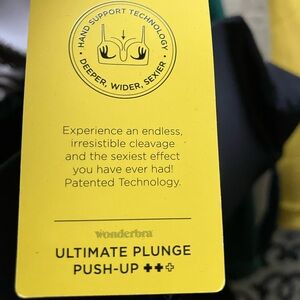 HAND SUPPORT TECHNOLOGY
• DEEPER, WIDER, SEXIER •
Experience an endless,
irresistible cleavage
and the sexiest effect
you have ever had!
Patented Technology.
wonderbra
ULTIMATE PLUNGE
PUSH-UP +++